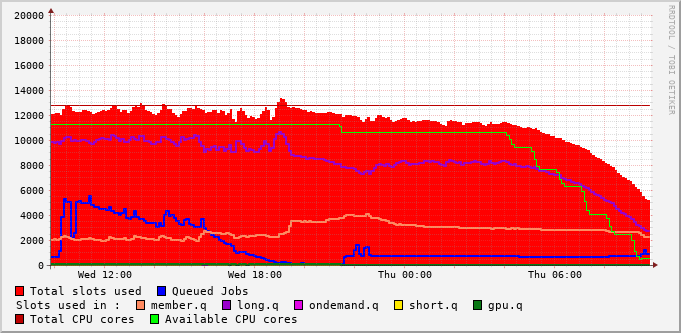 20000
18000
16000
14000
12000
10000
8000
6000
4000
2000
0
Wed 12:00 Wed 18:00 Thu 00:00 Thu 06:00
RRDTOOL / TOBI OETIKER
Total slots used Queued Jobs
Slots used in : member.q long.q ondemand.q short.q gpu.q
Total CPU cores Available CPU cores